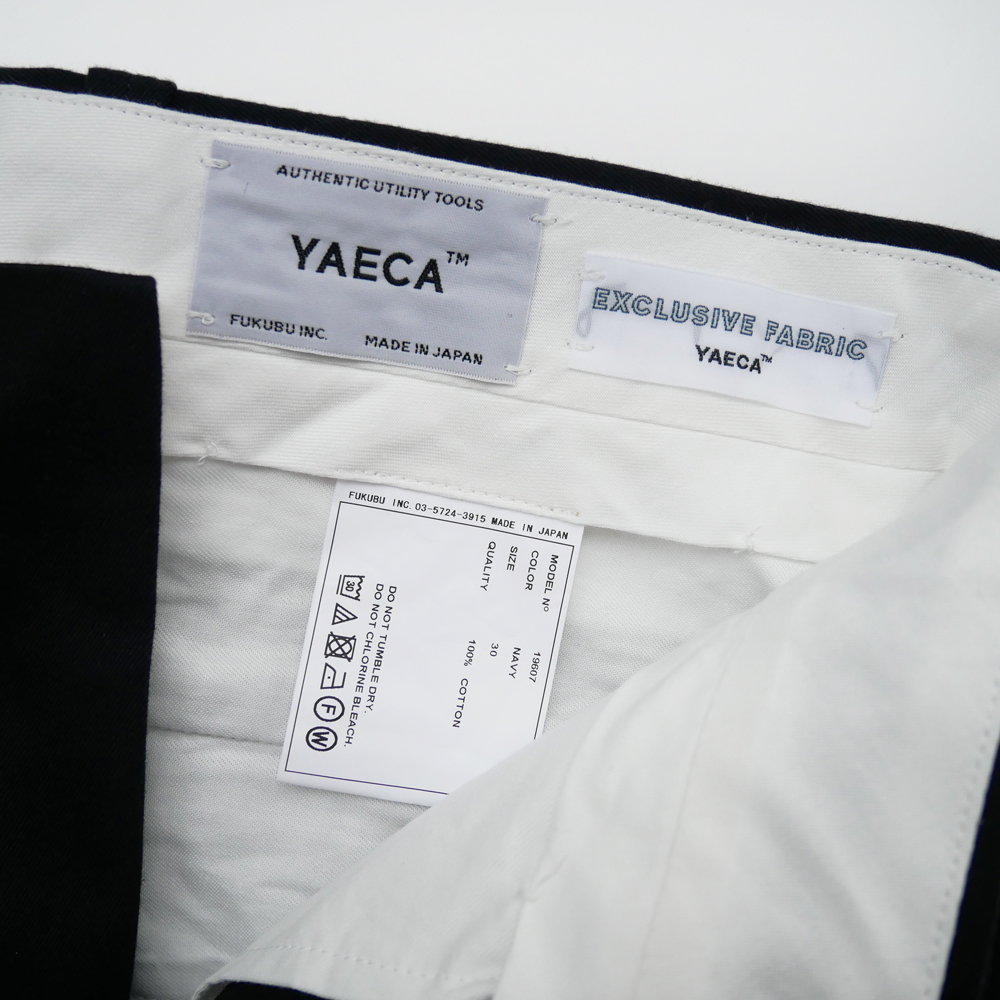 AUTHENTIC UTILITY TOOLS
YAECA™
FUKUBU INC. MADE IN JAPAN
EXCLUSIVE FABRIC
YAECA™
FUKUBU INC. 03-5724-3915 MADE IN JAPAN
MODEL Nº 19607
COLOR NAVY
SIZE 30
QUALITY 100% COTTON
DO NOT TUMBLE DRY.
DO NOT CHLORINE BLEACH.
30
F
W